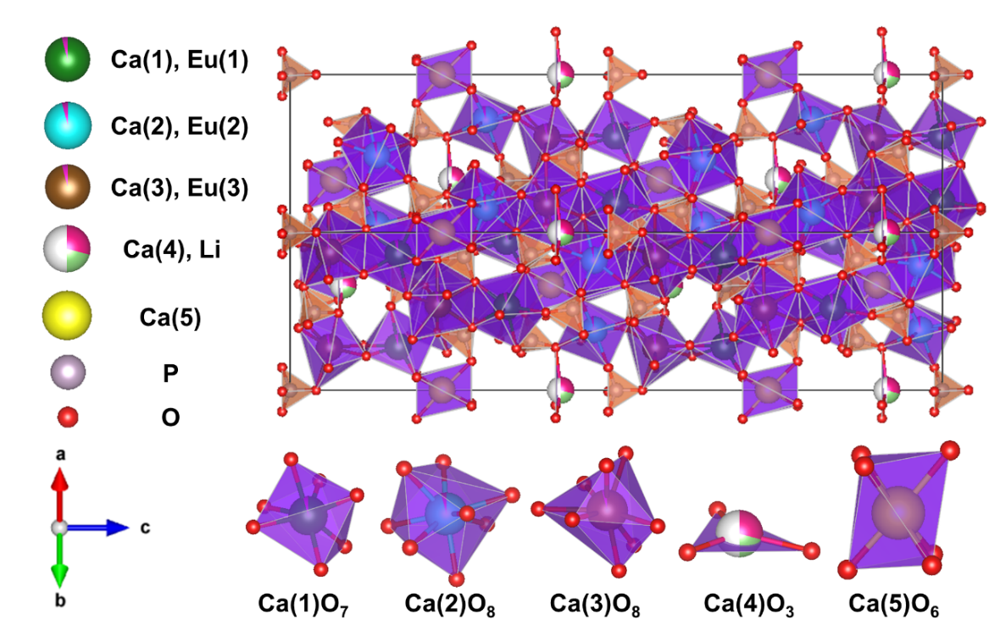 Ca(1), Eu(1)
Ca(2), Eu(2)
Ca(3), Eu(3)
Ca(4), Li
Ca(5)
P
O
a
c
b
Ca(1)O₇
Ca(2)O₈
Ca(3)O₈
Ca(4)O₃
Ca(5)O₆